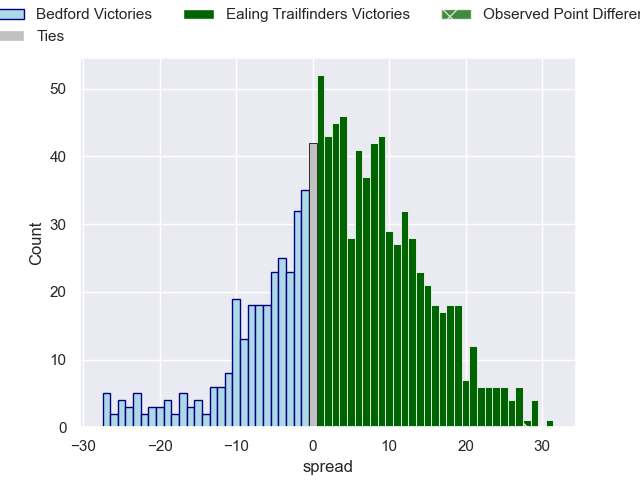 Bedford Victories Ealing Trailfinders Victories Observed Point Differen
Ties
50
40
30
20
10
0
Count
−30 −20 −10 0 10 20 30
spread